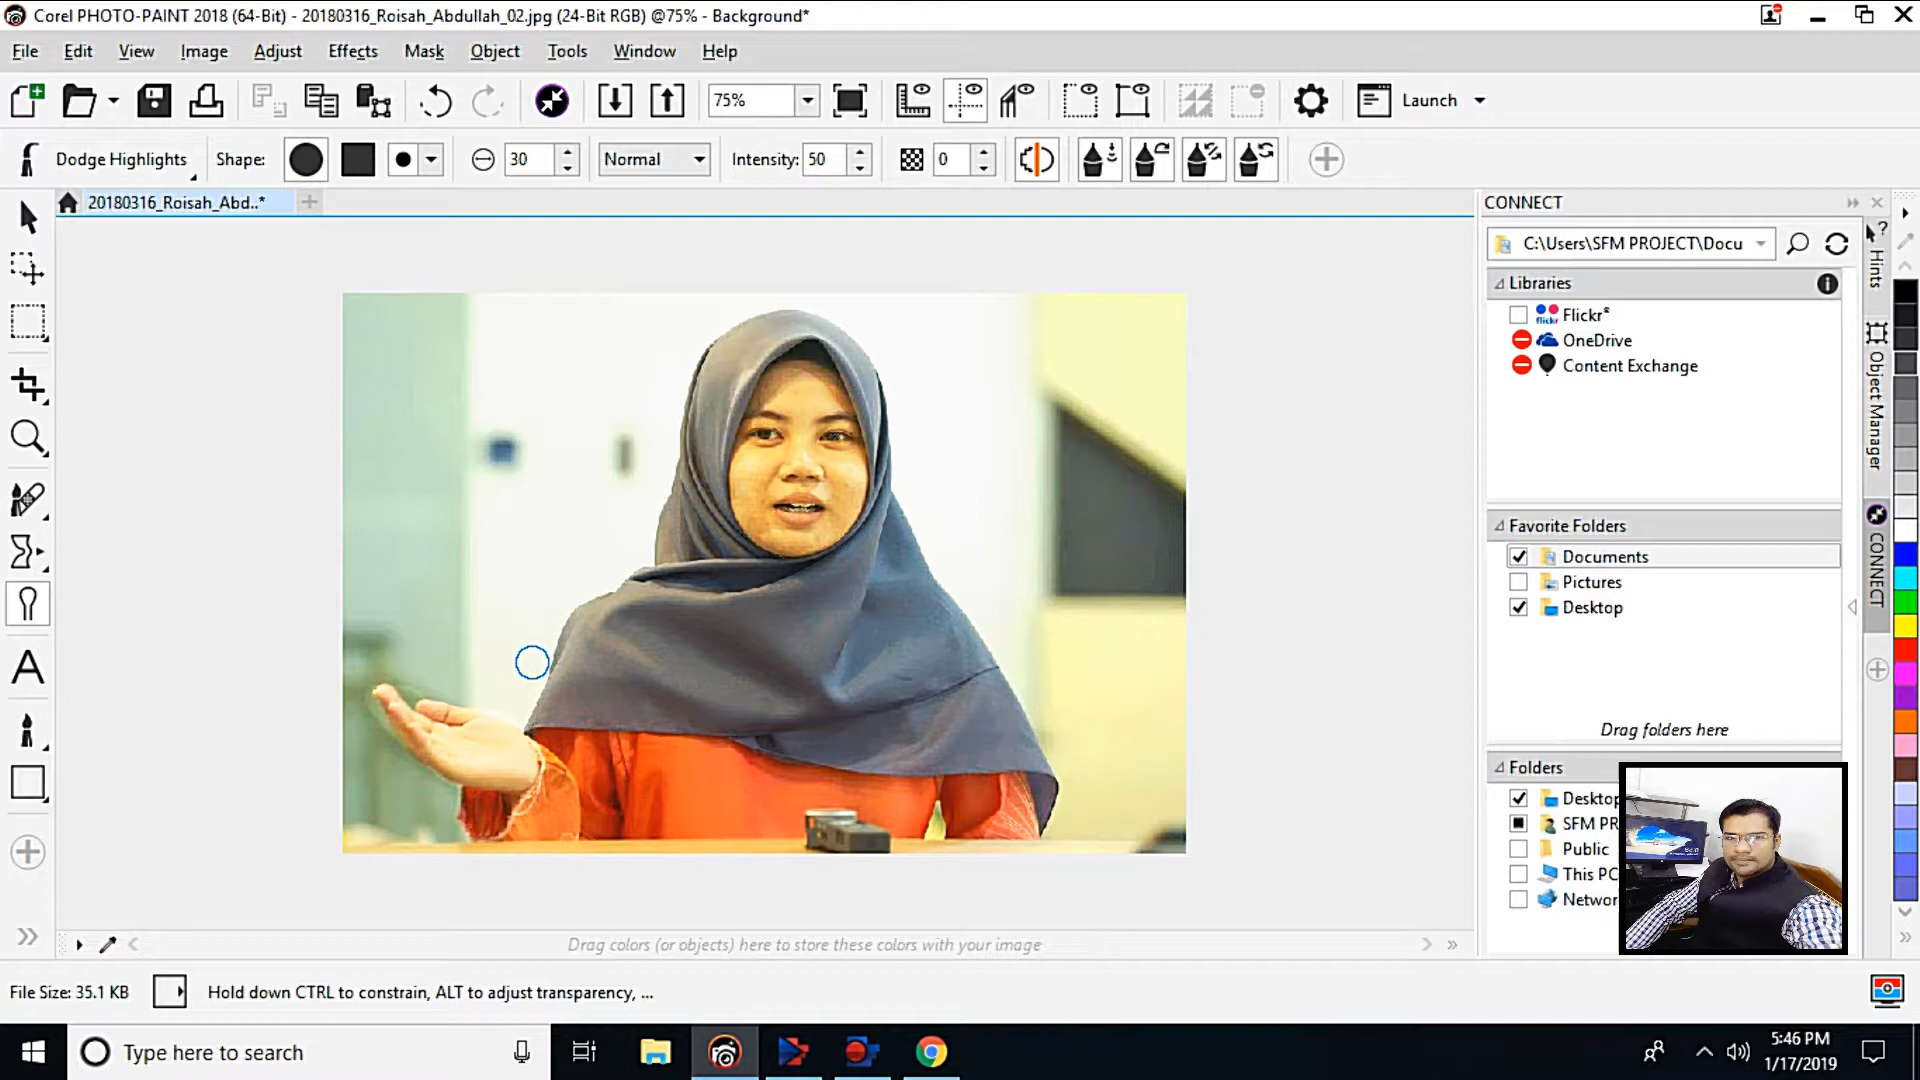 Corel PHOTO-PAINT 2018 (64-Bit) - 20180316_Roisah_Abdullah_02.jpg (24-Bit RGB) @75% - Background*
File Edit View Image Adjust Effects Mask Object Tools Window Help
75% Launch
Dodge Highlights Shape: 30 Normal Intensity: 50 0
20180316_Roisah_Abd..*
CONNECT
C:\Users\SFM PROJECT\Docu
Libraries
Flickr®
OneDrive
Content Exchange
Favorite Folders
Documents
Pictures
Desktop
Drag folders here
Folders
Desktop
SFM PR
Public
This PC
Networ
Hints
Object Manager
CONNECT
A
Drag colors (or objects) here to store these colors with your image
File Size: 35.1 KB Hold down CTRL to constrain, ALT to adjust transparency, ...
Type here to search
5:46 PM
1/17/2019